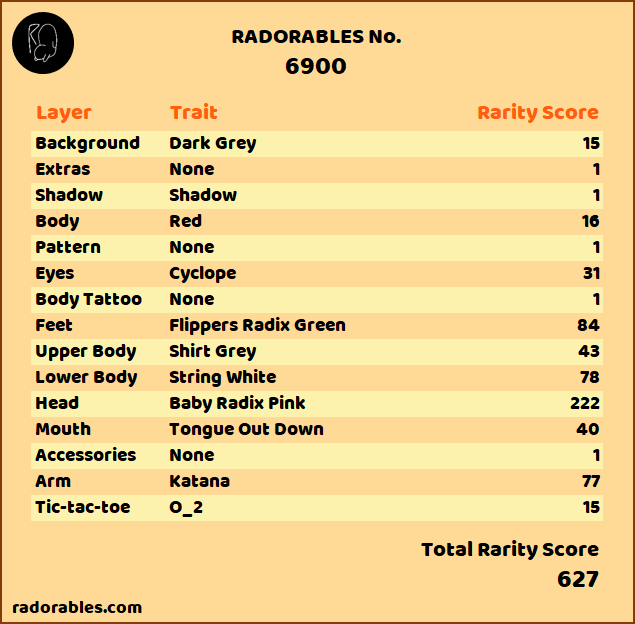 RADORABLES No.
6900
Layer Trait Rarity Score
Background Dark Grey 15
Extras None 1
Shadow Shadow 1
Body Red 16
Pattern None 1
Eyes Cyclope 31
Body Tattoo None 1
Feet Flippers Radix Green 84
Upper Body Shirt Grey 43
Lower Body String White 78
Head Baby Radix Pink 222
Mouth Tongue Out Down 40
Accessories None 1
Arm Katana 77
Tic-tac-toe O_2 15
Total Rarity Score
627
radorables.com